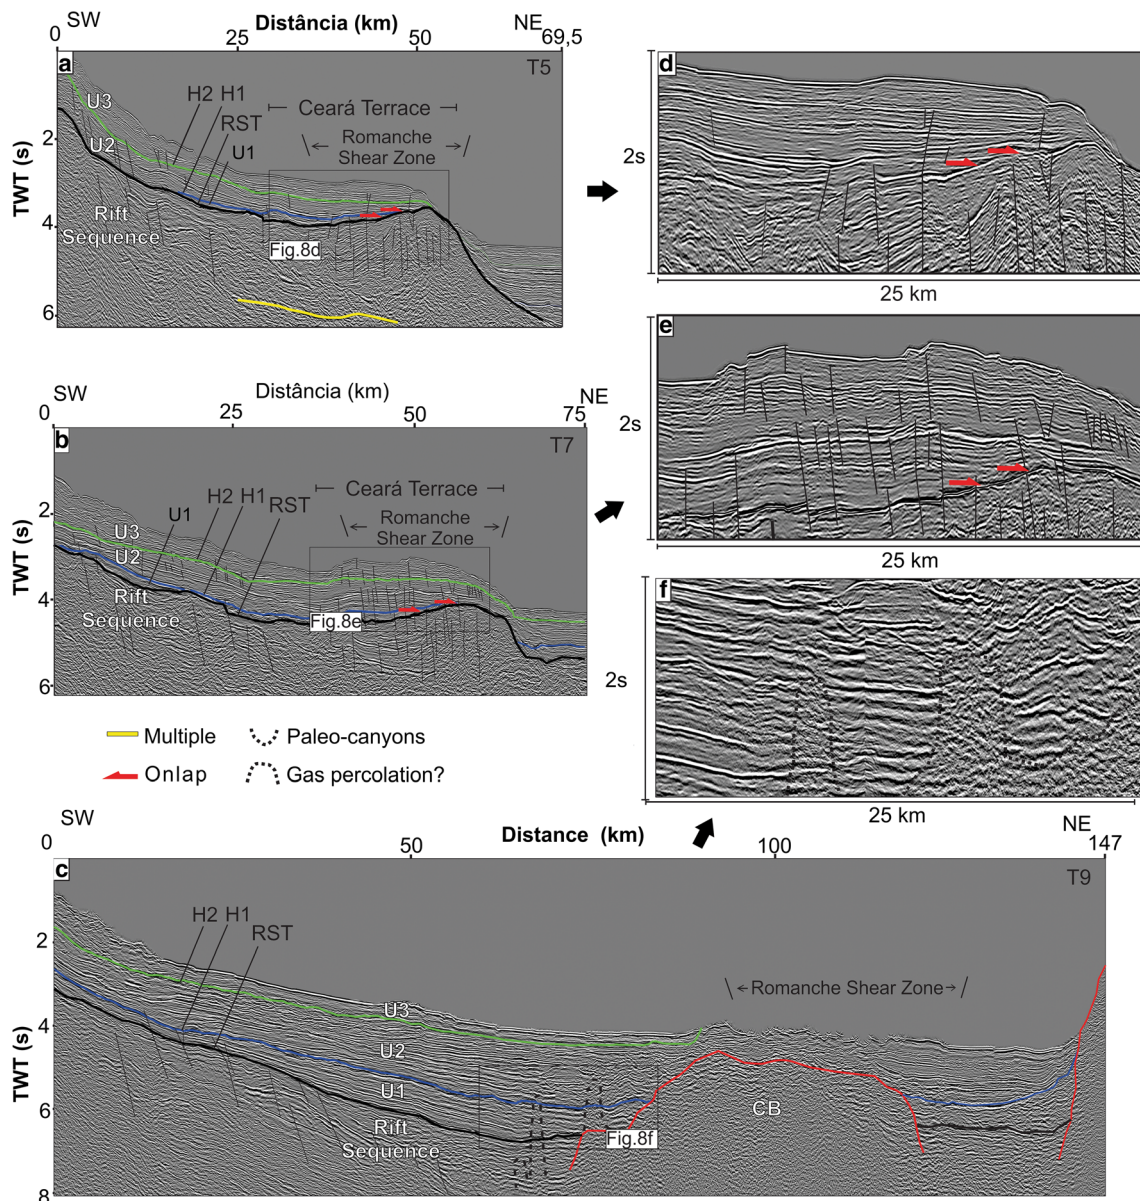 SW
Distância (km)
NE
0
25
50
69,5
a
T5
U3
H2 H1
Ceará Terrace
RST
Romanche
Shear Zone
U2
U1
2
4
6
TWT (s)
Rift
Sequence
Fig.8d
d
2s
25 km
e
2s
25 km
SW
Distância (km)
NE
0
25
50
75
b
T7
H2 H1
RST
Ceará Terrace
U1
Romanche
Shear Zone
U3
U2
2
4
6
TWT (s)
Rift
Sequence
Fig.8e
f
2s
25 km
Multiple
Paleo-canyons
Onlap
Gas percolation?
SW
Distance (km)
NE
0
50
100
147
c
T9
H2 H1
RST
Romanche Shear Zone
U3
U2
U1
2
4
6
8
TWT (s)
Rift
Sequence
Fig.8f
CB